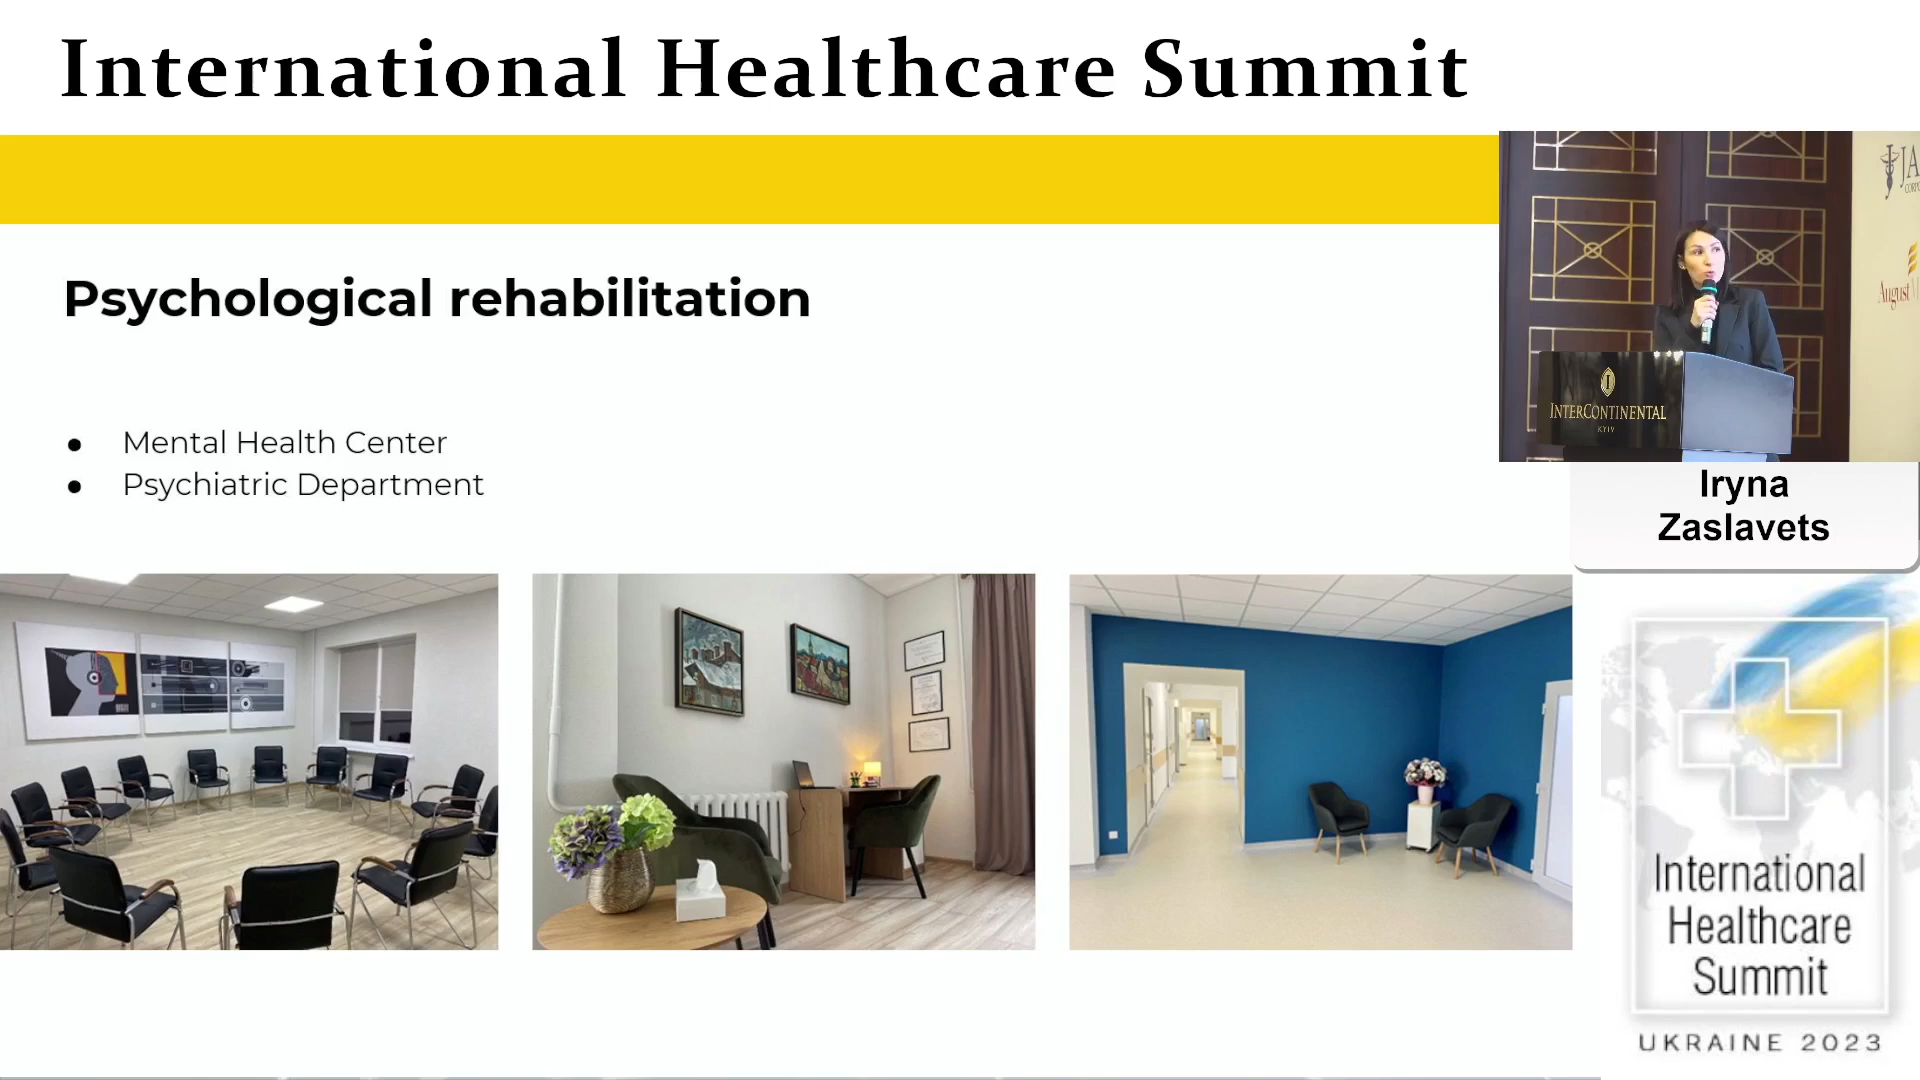 International Healthcare Summit
Psychological rehabilitation
● Mental Health Center
● Psychiatric Department
INTERCONTINENTAL
KYIV
August
Iryna
Zaslavets
International
Healthcare
Summit
UKRAINE 2023